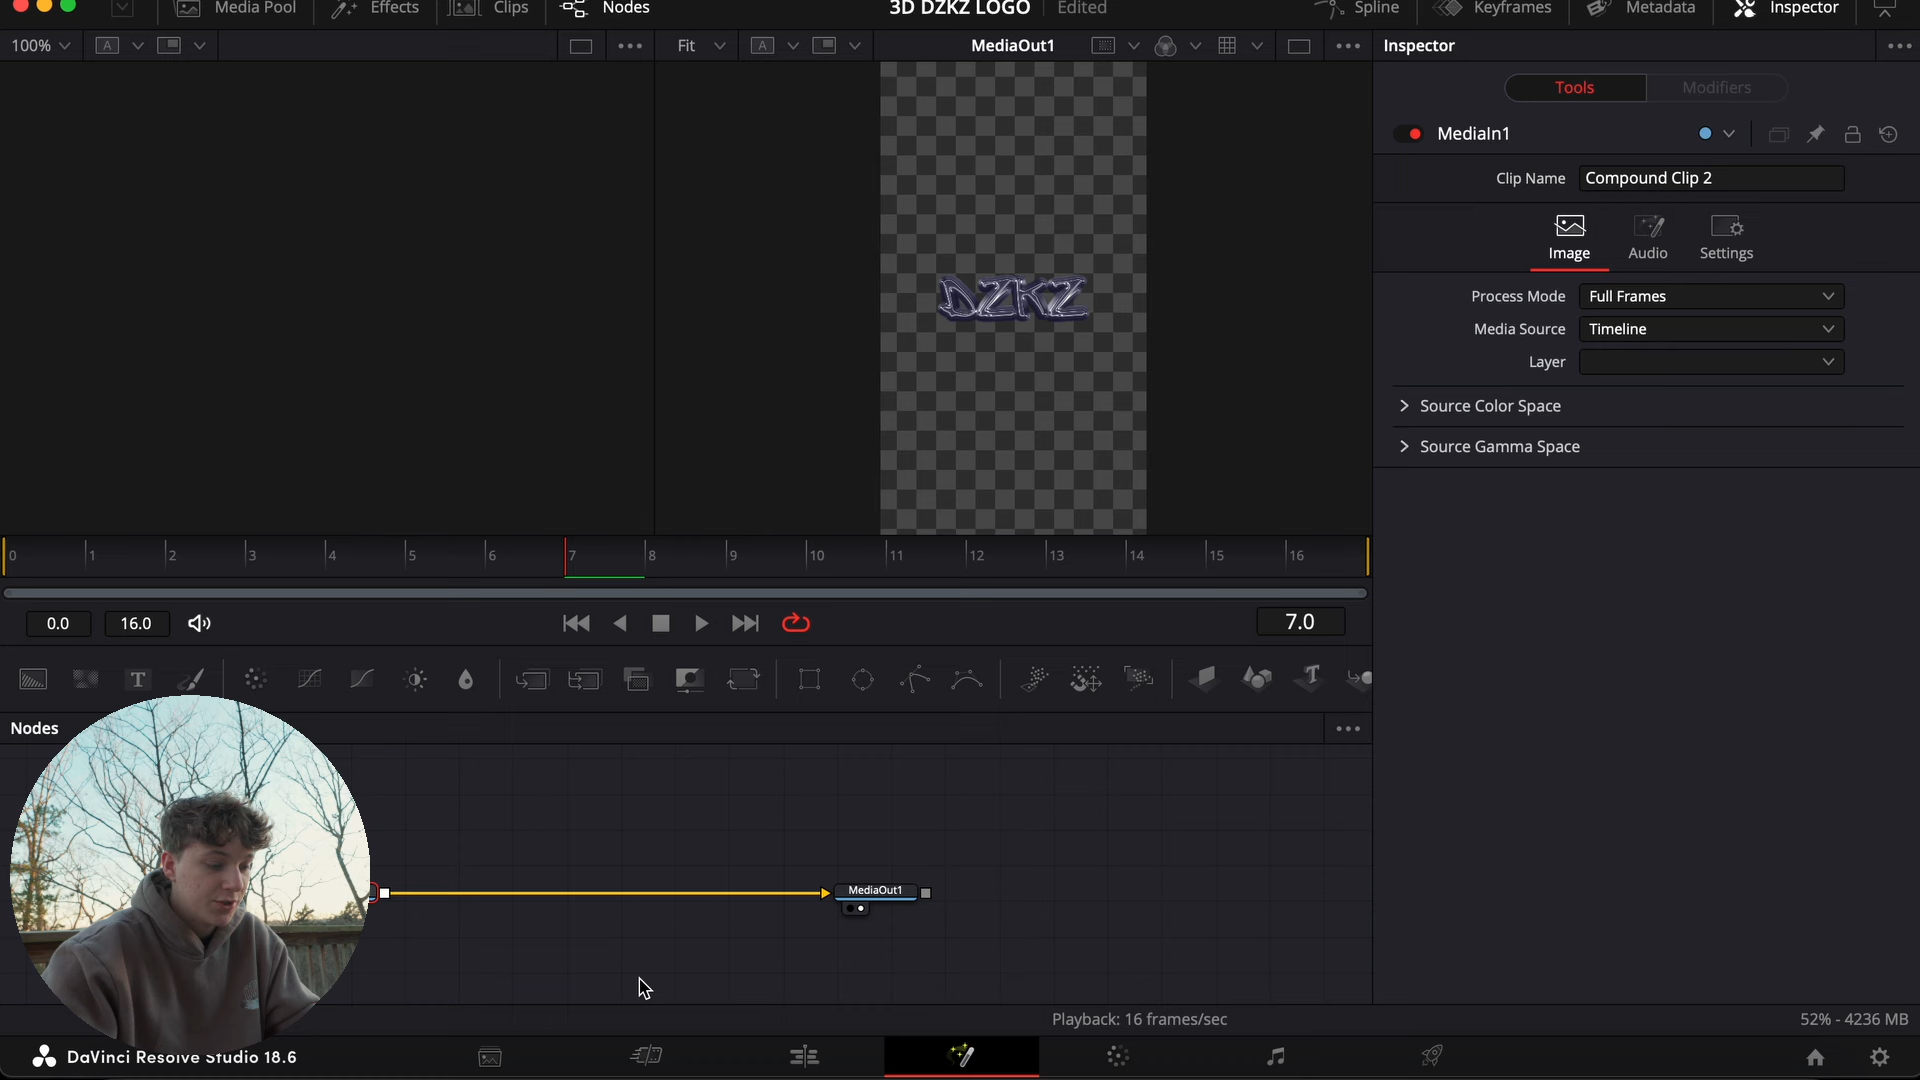 Media Pool
Effects
Clips
Nodes
3D DZKZ LOGO
Edited
Spline
Keyframes
Metadata
Inspector
100%
A
Fit
A
MediaOut1
Inspector
Tools
Modifiers
MediaIn1
Clip Name
Compound Clip 2
Image
Audio
Settings
Process Mode
Full Frames
Media Source
Timeline
Layer
Source Color Space
Source Gamma Space
DZKZ
0 1 2 3 4 5 6 7 8 9 10 11 12 13 14 15 16
0.0
16.0
7.0
T
T
Nodes
MediaOut1
Playback: 16 frames/sec
52% - 4236 MB
DaVinci Resolve Studio 18.6